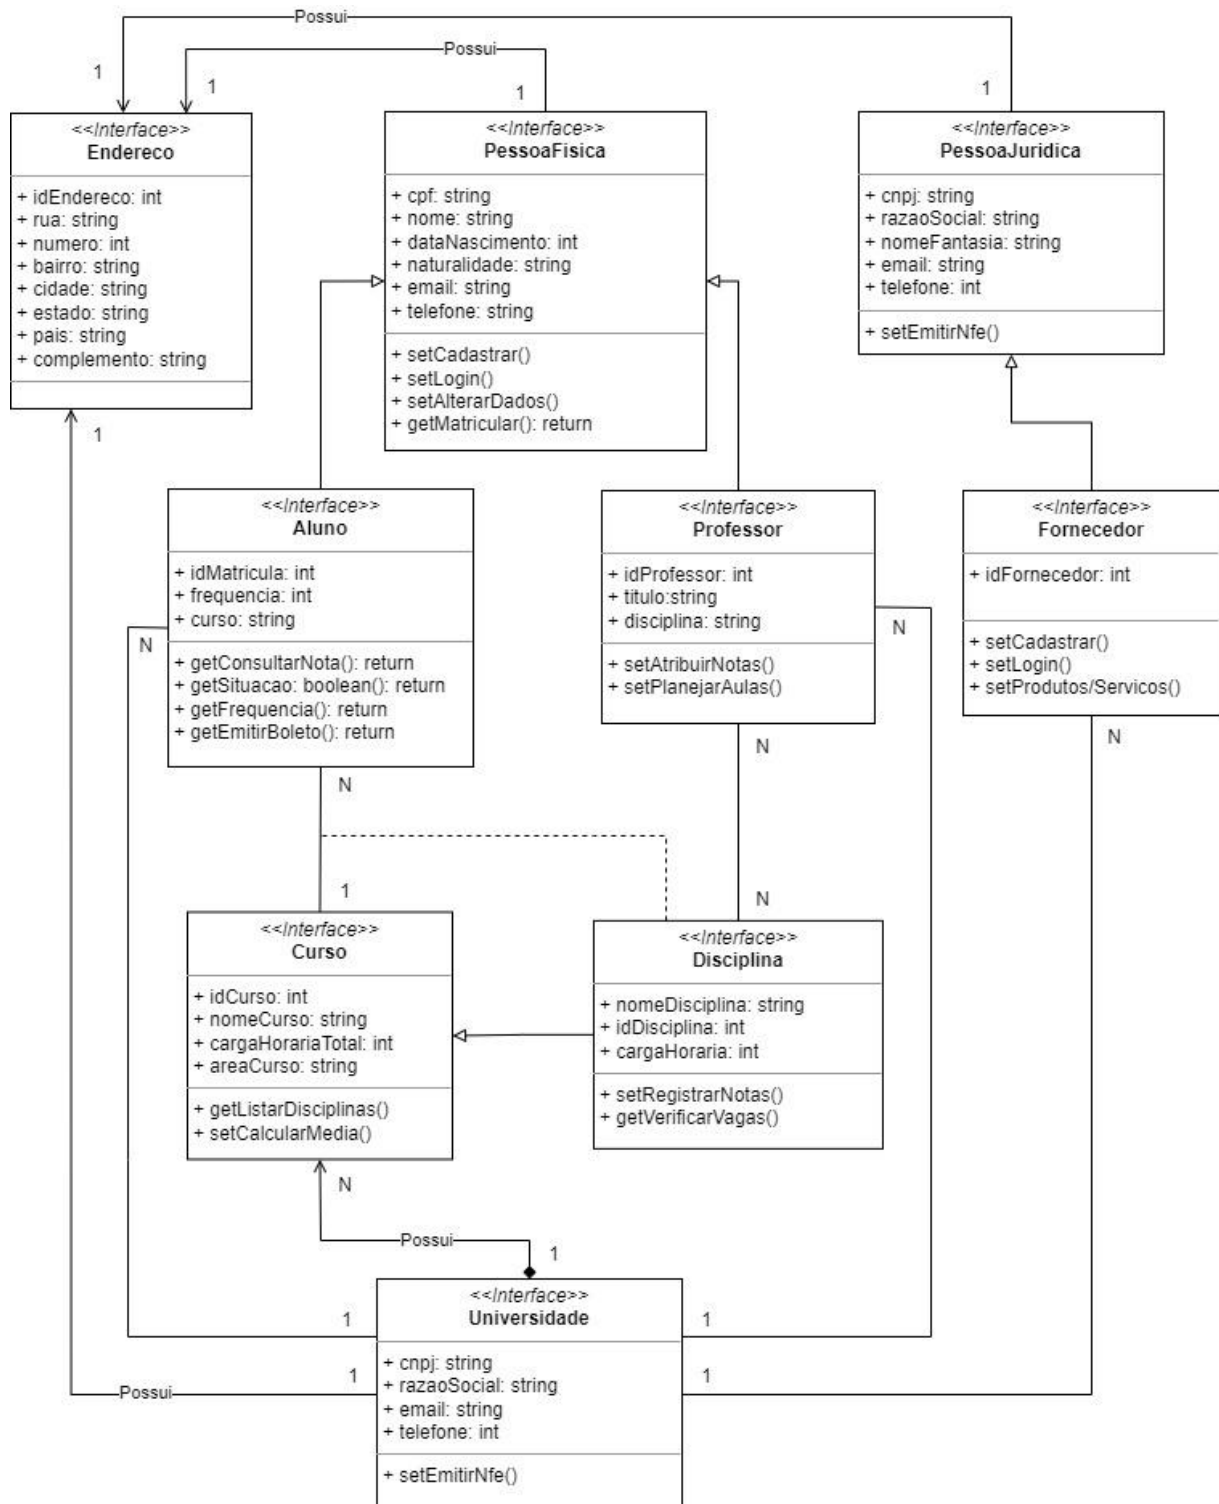 Possui
Possui
1
1
1
1
<<Interface>>
Endereco
+ idEndereco: int
+ rua: string
+ numero: int
+ bairro: string
+ cidade: string
+ estado: string
+ pais: string
+ complemento: string
1
<<Interface>>
PessoaFisica
+ cpf: string
+ nome: string
+ dataNascimento: int
+ naturalidade: string
+ email: string
+ telefone: string
+ setCadastrar()
+ setLogin()
+ setAlterarDados()
+ getMatricular(): return
<<Interface>>
PessoaJuridica
+ cnpj: string
+ razaoSocial: string
+ nomeFantasia: string
+ email: string
+ telefone: int
+ setEmitirNfe()
<<Interface>>
Aluno
+ idMatricula: int
+ frequencia: int
+ curso: string
+ getConsultarNota(): return
+ getSituacao: boolean(): return
+ getFrequencia(): return
+ getEmitirBoleto(): return
N
N
<<Interface>>
Professor
+ idProfessor: int
+ titulo:string
+ disciplina: string
+ setAtribuirNotas()
+ setPlanejarAulas()
N
N
<<Interface>>
Fornecedor
+ idFornecedor: int
+ setCadastrar()
+ setLogin()
+ setProdutos/Servicos()
N
1
<<Interface>>
Curso
+ idCurso: int
+ nomeCurso: string
+ cargaHorariaTotal: int
+ areaCurso: string
+ getListarDisciplinas()
+ setCalcularMedia()
N
N
<<Interface>>
Disciplina
+ nomeDisciplina: string
+ idDisciplina: int
+ cargaHoraria: int
+ setRegistrarNotas()
+ getVerificarVagas()
Possui
1
1
1
Possui
1
1
<<Interface>>
Universidade
+ cnpj: string
+ razaoSocial: string
+ email: string
+ telefone: int
+ setEmitirNfe()